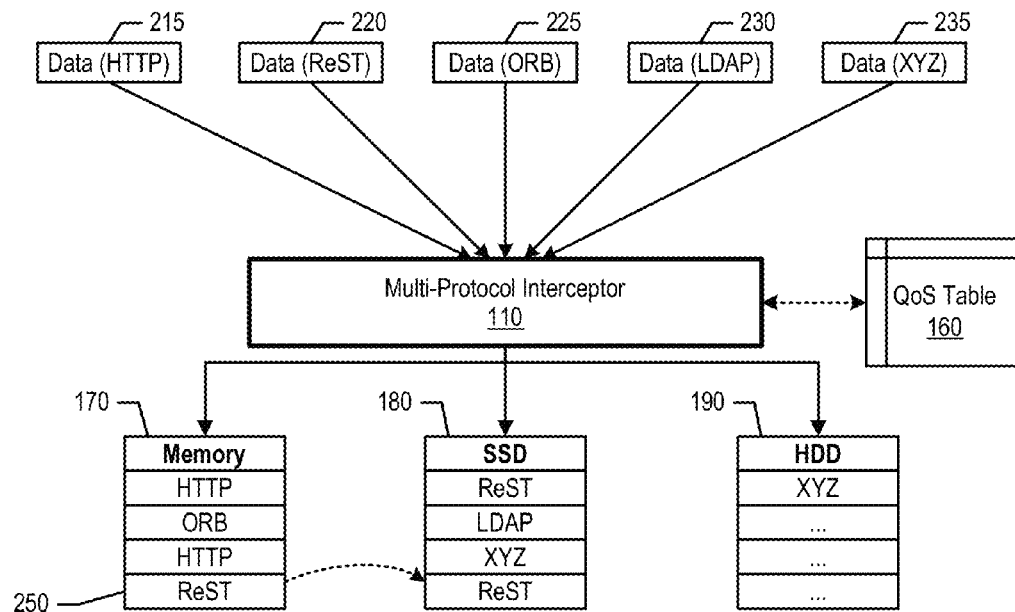 215
220
225
230
235
Data (HTTP)
Data (ReST)
Data (ORB)
Data (LDAP)
Data (XYZ)
Multi-Protocol Interceptor
110
QoS Table
160
170
180
190
Memory
HTTP
ORB
HTTP
ReST
250
SSD
ReST
LDAP
XYZ
ReST
HDD
XYZ
...
...
...